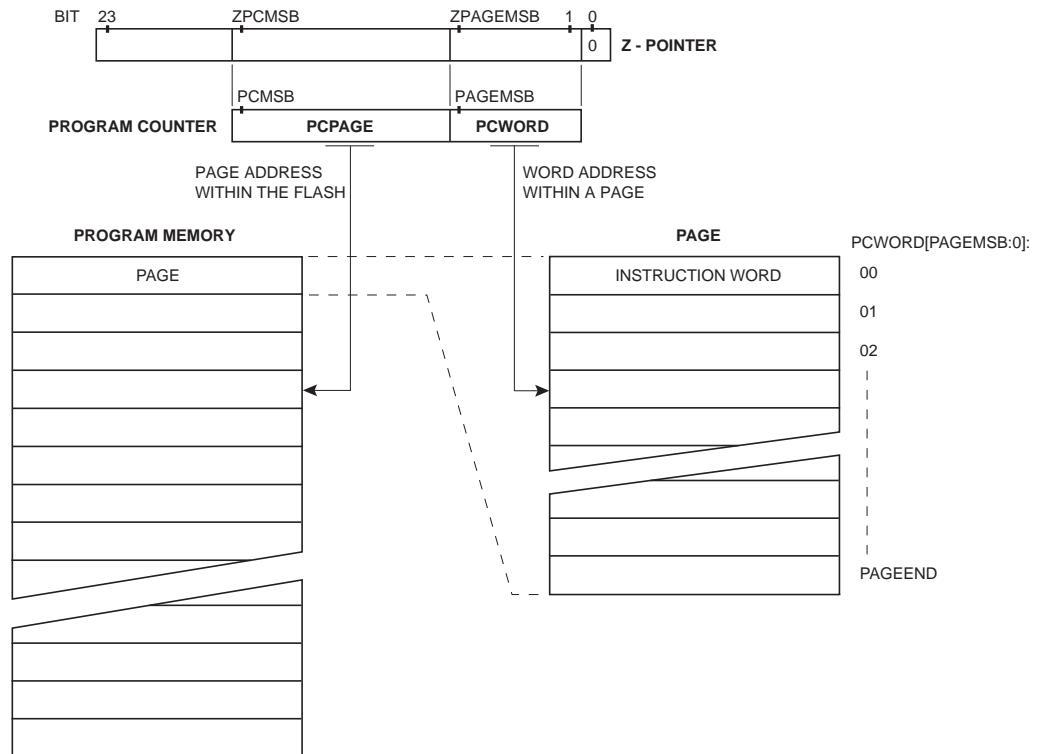 BIT 23 ZPCMSB ZPAGEMSB 1 0
0 Z - POINTER
PCMSB PAGEMSB
PROGRAM COUNTER PCPAGE PCWORD
PAGE ADDRESS
WITHIN THE FLASH
WORD ADDRESS
WITHIN A PAGE
PROGRAM MEMORY
PAGE
PAGE
PCWORD[PAGEMSB:0]:
INSTRUCTION WORD
00
01
02
PAGEEND